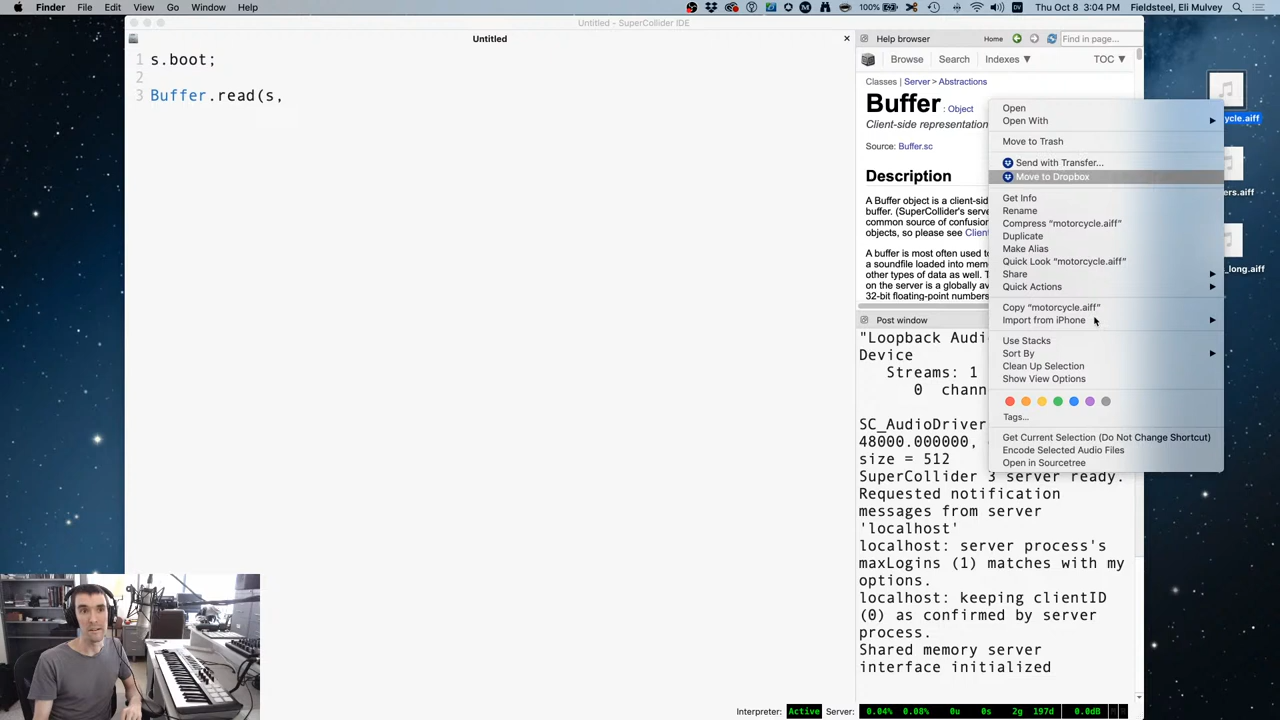 Finder File Edit View Go Window Help
100% Thu Oct 8 3:04 PM Fieldsteel, Eli Mulvey
Untitled - SuperCollider IDE
Untitled
1 s.boot;
2
3 Buffer.read(s,
Help browser Home Find in page...
Browse Search Indexes ▼ TOC ▼
Classes | Server > Abstractions
Buffer : Object
Client-side representation
Source: Buffer.sc
Description
A Buffer object is a client-sid
buffer. (SuperCollider's serve
common source of confusion
objects, so please see Client
A buffer is most often used to
a soundfile loaded into mem
other types of data as well. T
on the server is a globally av
32-bit floating-point numbers
Open
Open With
Move to Trash
Send with Transfer...
Move to Dropbox
Get Info
Rename
Compress “motorcycle.aiff”
Duplicate
Make Alias
Quick Look “motorcycle.aiff”
Share
Quick Actions
Copy “motorcycle.aiff”
Import from iPhone
Use Stacks
Sort By
Clean Up Selection
Show View Options
Tags...
Get Current Selection (Do Not Change Shortcut)
Encode Selected Audio Files
Open in Sourcetree
ycle.aiff
ers.aiff
_long.aiff
Post window
"Loopback Audi
Device
Streams: 1
0 chann
SC_AudioDriver
48000.000000,
size = 512
SuperCollider 3 server ready.
Requested notification
messages from server
'localhost'
localhost: server process's
maxLogins (1) matches with my
options.
localhost: keeping clientID
(0) as confirmed by server
process.
Shared memory server
interface initialized
Interpreter: Active Server: 0.04% 0.08% 0u 0s 2g 197d 0.0dB M